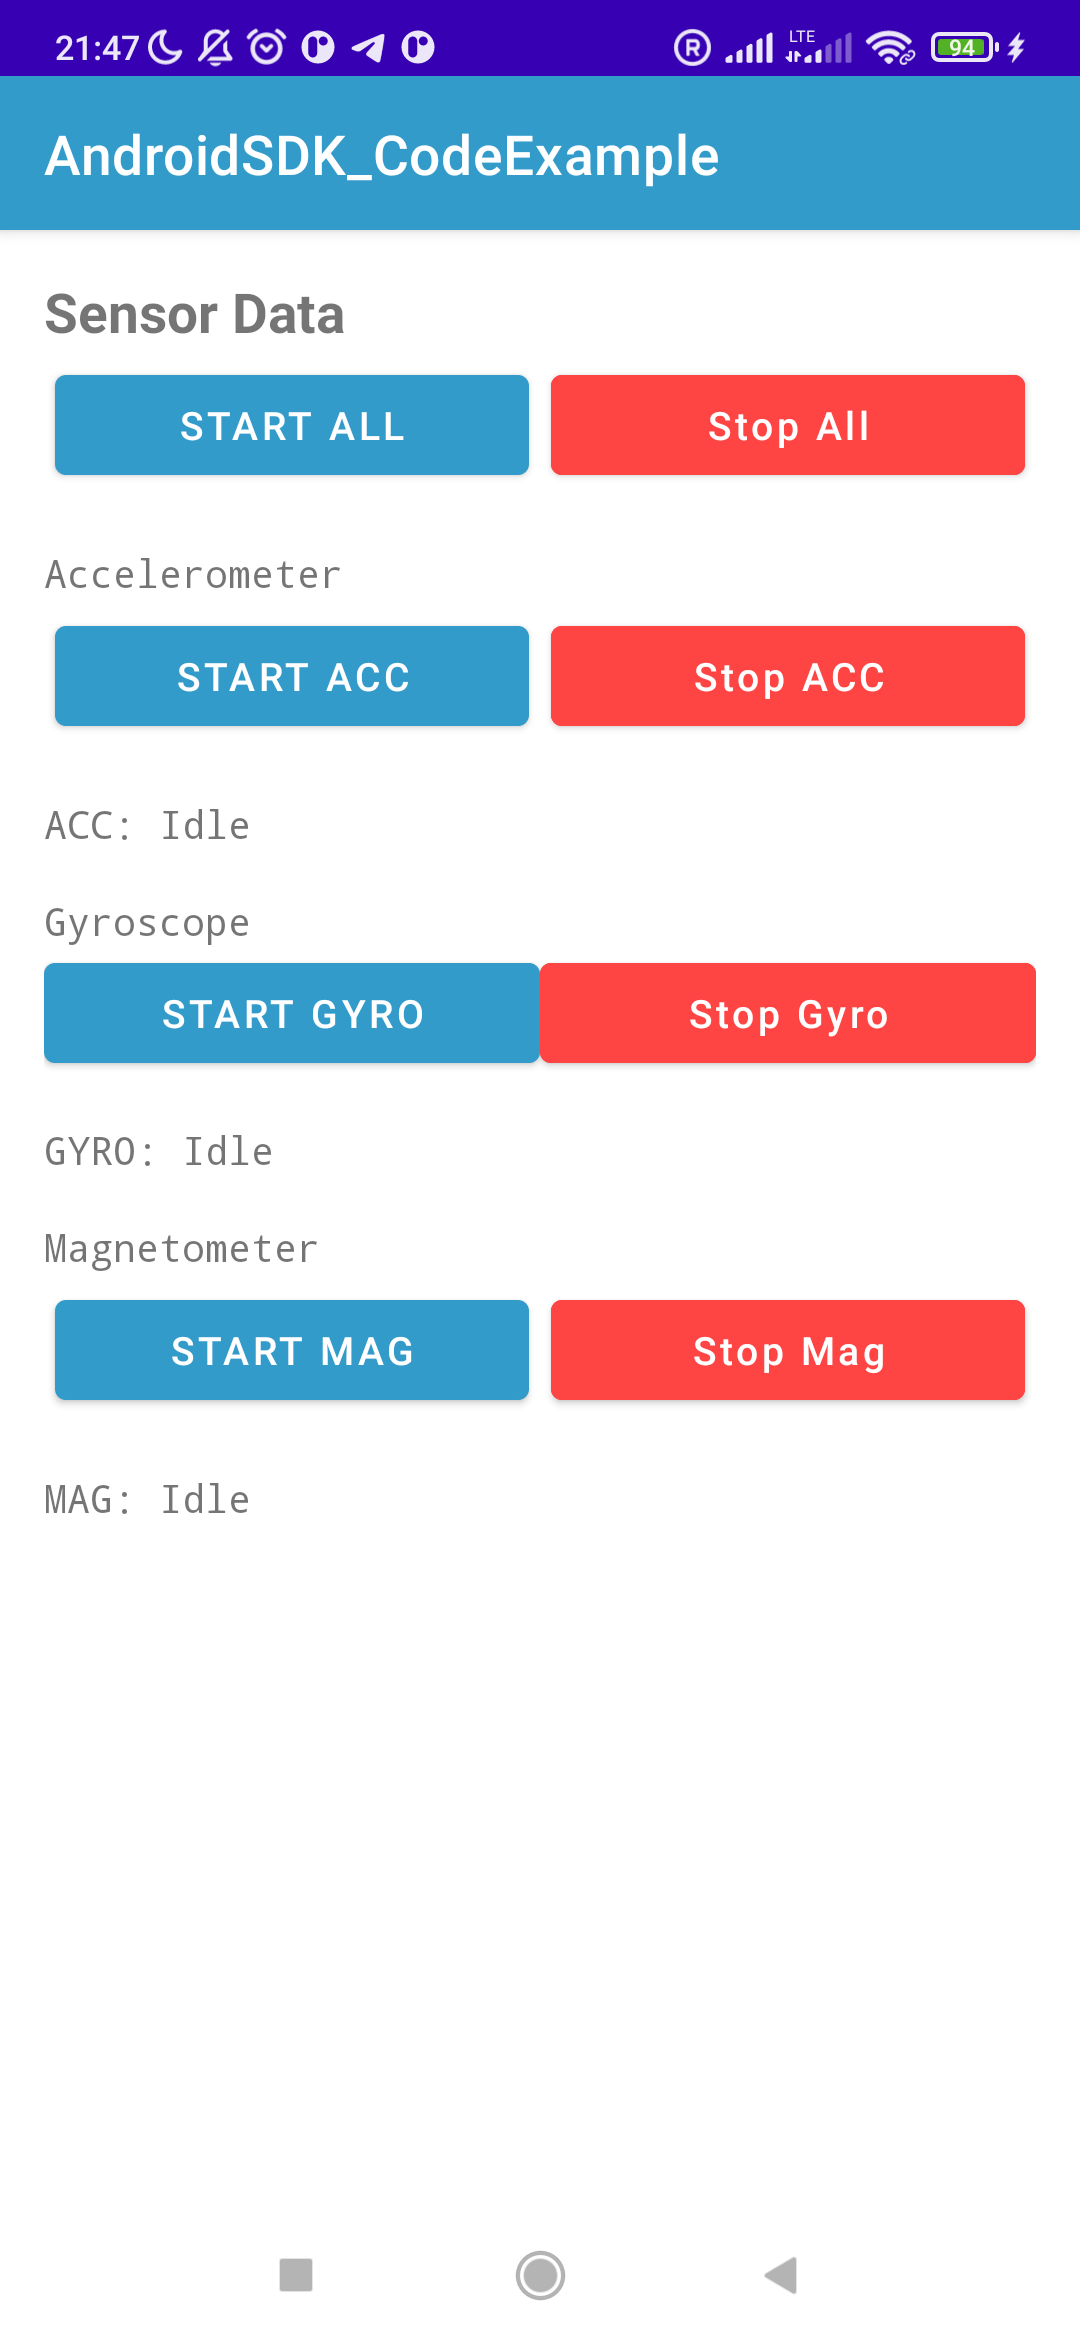 21:47 R LTE 94
AndroidSDK_CodeExample
Sensor Data
START ALL Stop All
Accelerometer
START ACC Stop ACC
ACC: Idle
Gyroscope
START GYRO Stop Gyro
GYRO: Idle
Magnetometer
START MAG Stop Mag
MAG: Idle